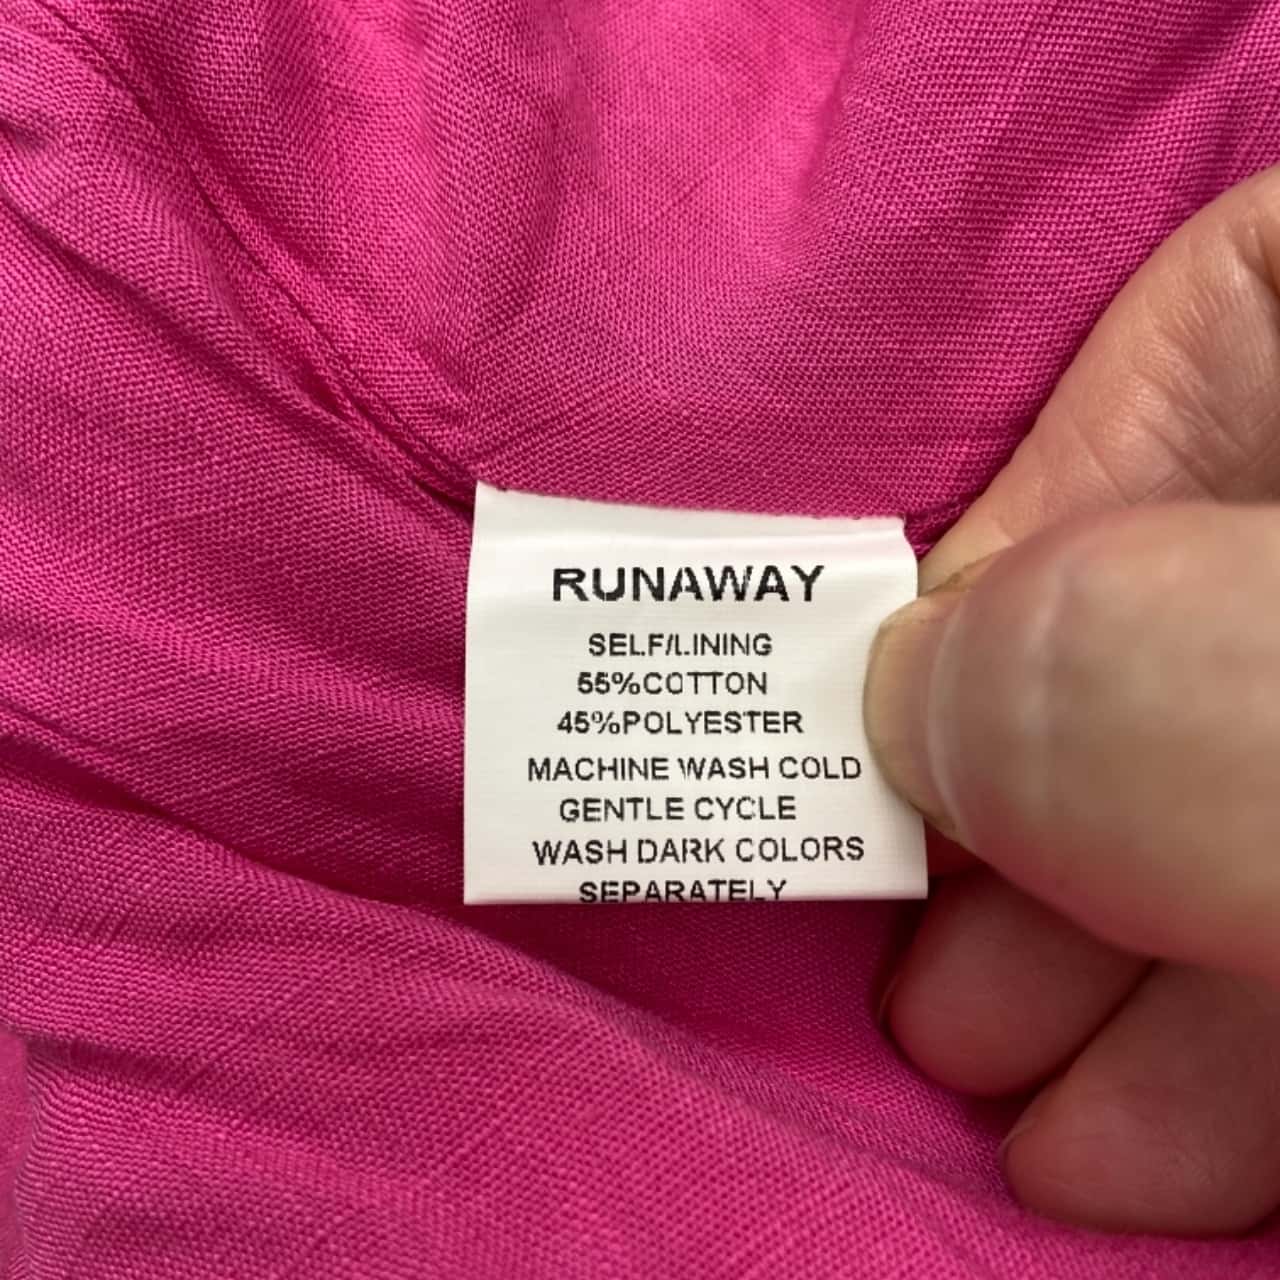 RUNAWAY
SELF/LINING
55%COTTON
45%POLYESTER
MACHINE WASH COLD
GENTLE CYCLE
WASH DARK COLORS
SEPARATELY